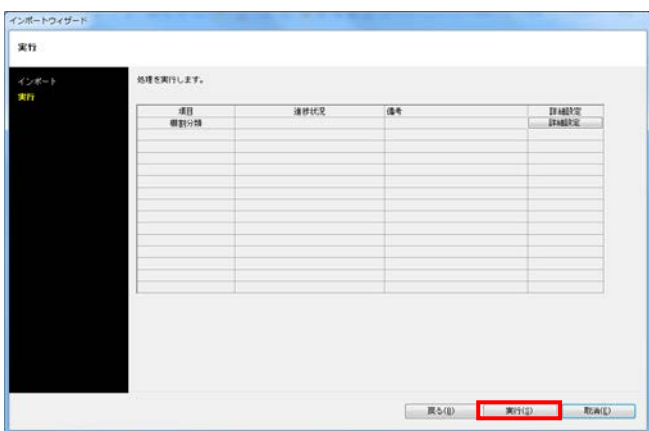 インポートウィザード
実行
インポート
実行
処理を実行します。
項目 進捗状況 備考 詳細設定
棚割分類 詳細設定
戻る(B) 実行(S) 取消(C)